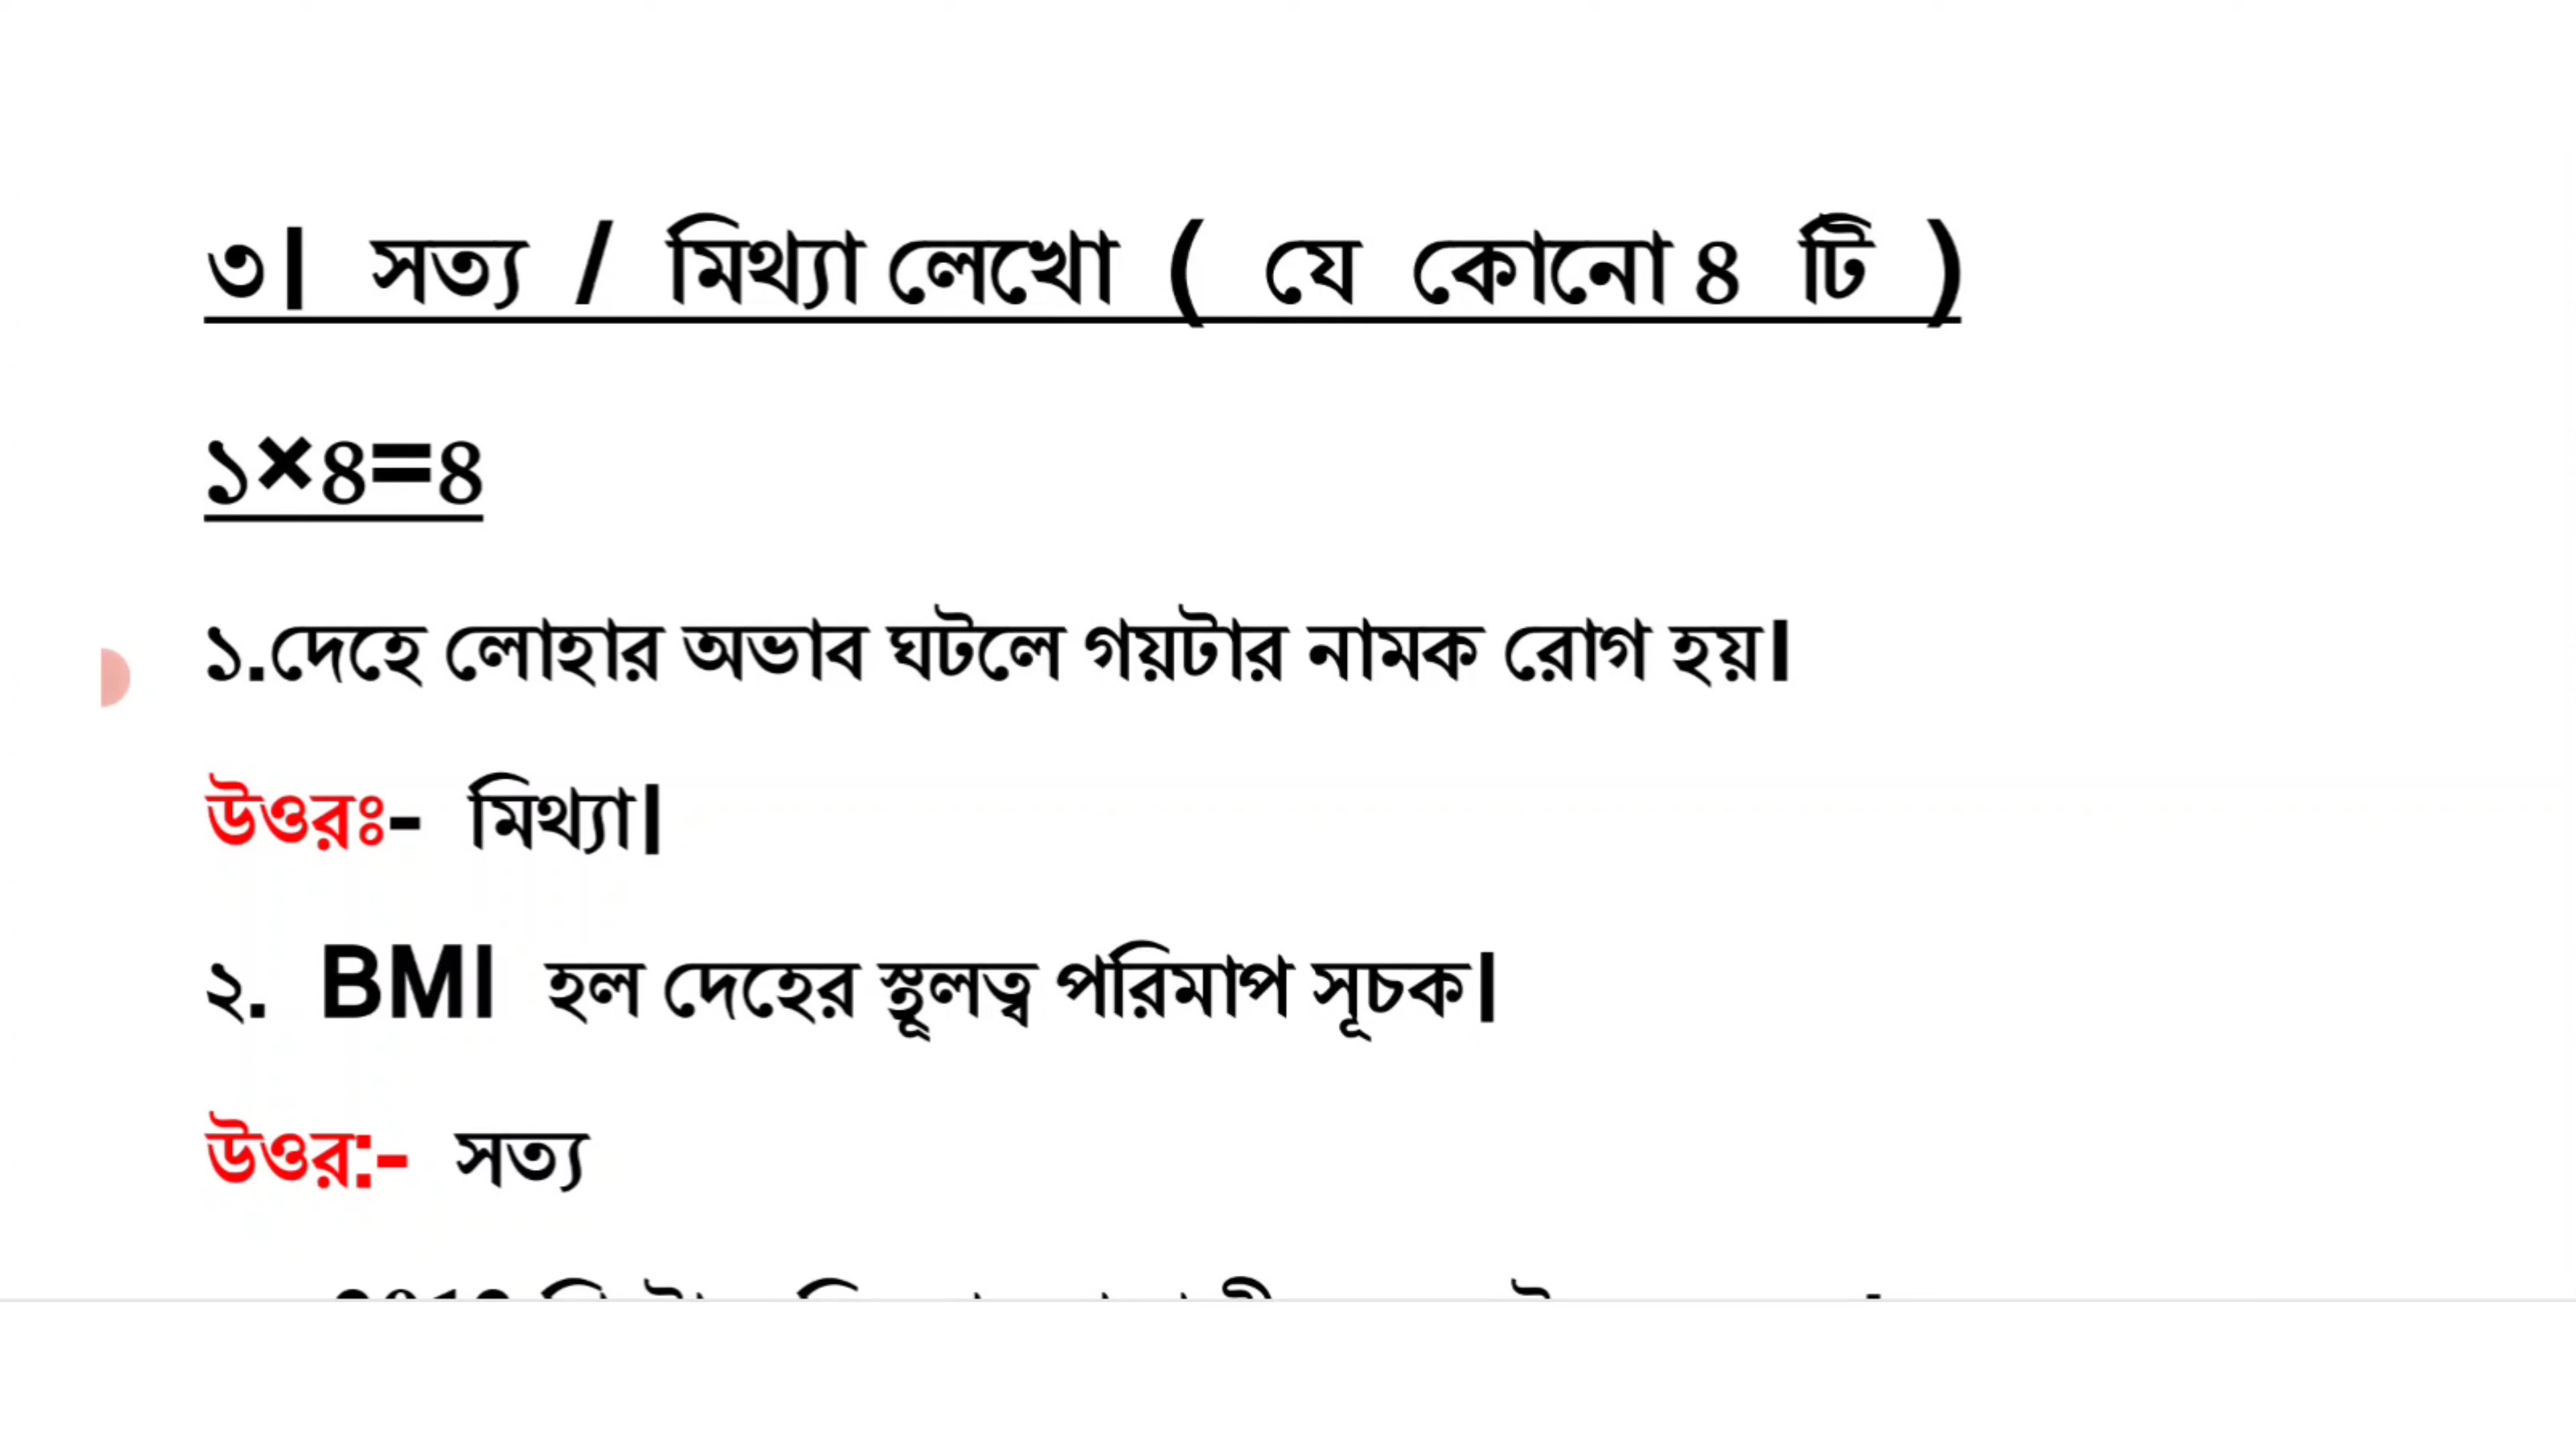 ৩। সত্য / মিথ্যা লেখো ( যে কোনো ৪ টি )
১×৪=৪
১.দেহে লোহার অভাব ঘটলে গয়টার নামক রোগ হয়।
উওরঃ- মিথ্যা।
২. BMI হল দেহের স্থূলত্ব পরিমাপ সূচক।
উওর:- সত্য